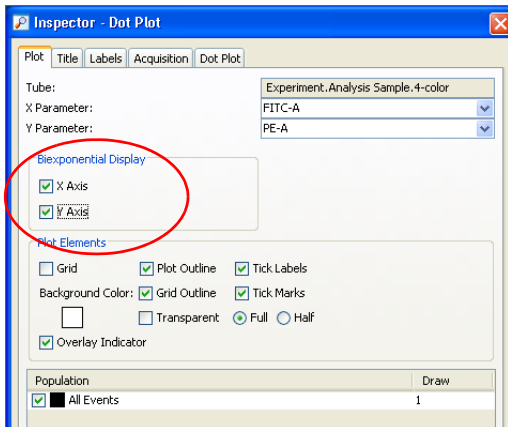 Inspector - Dot Plot
Plot Title Labels Acquisition Dot Plot
Tube: Experiment.Analysis Sample.4-color
X Parameter: FITC-A
Y Parameter: PE-A
Biexponential Display
X Axis
Y Axis
Plot Elements
Grid Plot Outline Tick Labels
Background Color: Grid Outline Tick Marks
Transparent Full Half
Overlay Indicator
Population Draw
All Events 1